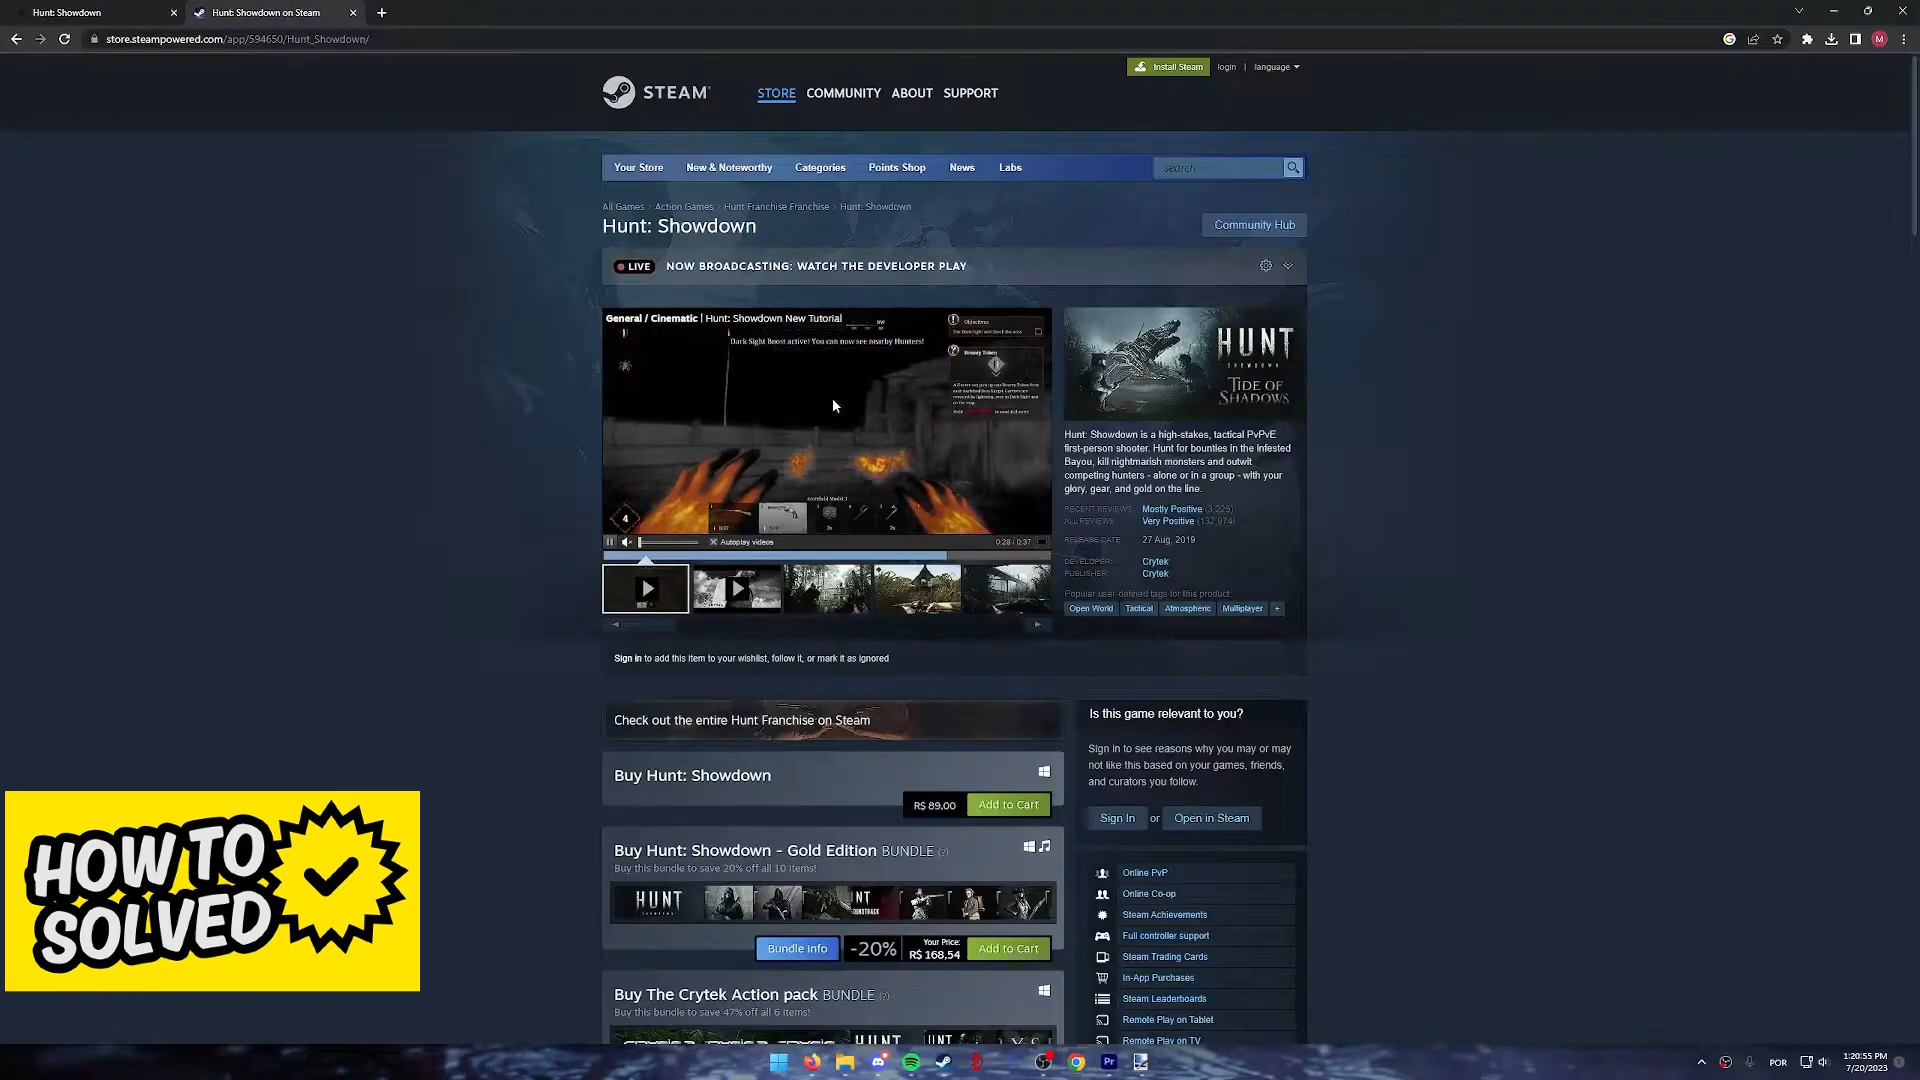 Hunt: Showdown
Hunt: Showdown on Steam
store.steampowered.com/app/594650/Hunt_Showdown/
Install Steam
login | language
STEAM
STORE COMMUNITY ABOUT SUPPORT
Your Store New & Noteworthy Categories Points Shop News Labs
search
All Games > Action Games > Hunt Franchise Franchise > Hunt: Showdown
Hunt: Showdown
Community Hub
LIVE NOW BROADCASTING: WATCH THE DEVELOPER PLAY
General / Cinematic | Hunt: Showdown New Tutorial
NW
Dark Sight Boost active! You can now see nearby Hunters!
Objectives
Bounty Token
4
Autoplay videos
0:28 / 0:37
HUNT
SHOWDOWN
TIDE OF
SHADOWS
Hunt: Showdown is a high-stakes, tactical PvPvE
first-person shooter. Hunt for bounties in the infested
Bayou, kill nightmarish monsters and outwit
competing hunters - alone or in a group - with your
glory, gear, and gold on the line.
RECENT REVIEWS: Mostly Positive (3,225)
ALL REVIEWS: Very Positive (132,974)
RELEASE DATE: 27 Aug, 2019
DEVELOPER: Crytek
PUBLISHER: Crytek
Popular user-defined tags for this product:
Open World Tactical Atmospheric Multiplayer +
Sign in to add this item to your wishlist, follow it, or mark it as ignored
Check out the entire Hunt Franchise on Steam
Buy Hunt: Showdown
R$ 89,00 Add to Cart
Buy Hunt: Showdown - Gold Edition BUNDLE (?)
Buy this bundle to save 20% off all 10 items!
HUNT
Bundle info -20% Your Price: R$ 168,54 Add to Cart
Buy The Crytek Action pack BUNDLE (?)
Buy this bundle to save 47% off all 6 items!
HUNT
Is this game relevant to you?
Sign in to see reasons why you may or may
not like this based on your games, friends,
and curators you follow.
Sign In or Open in Steam
Online PvP
Online Co-op
Steam Achievements
Full controller support
Steam Trading Cards
In-App Purchases
Steam Leaderboards
Remote Play on Tablet
Remote Play on TV
HOW TO
SOLVED
Pr
POR
1:20:55 PM
7/20/2023